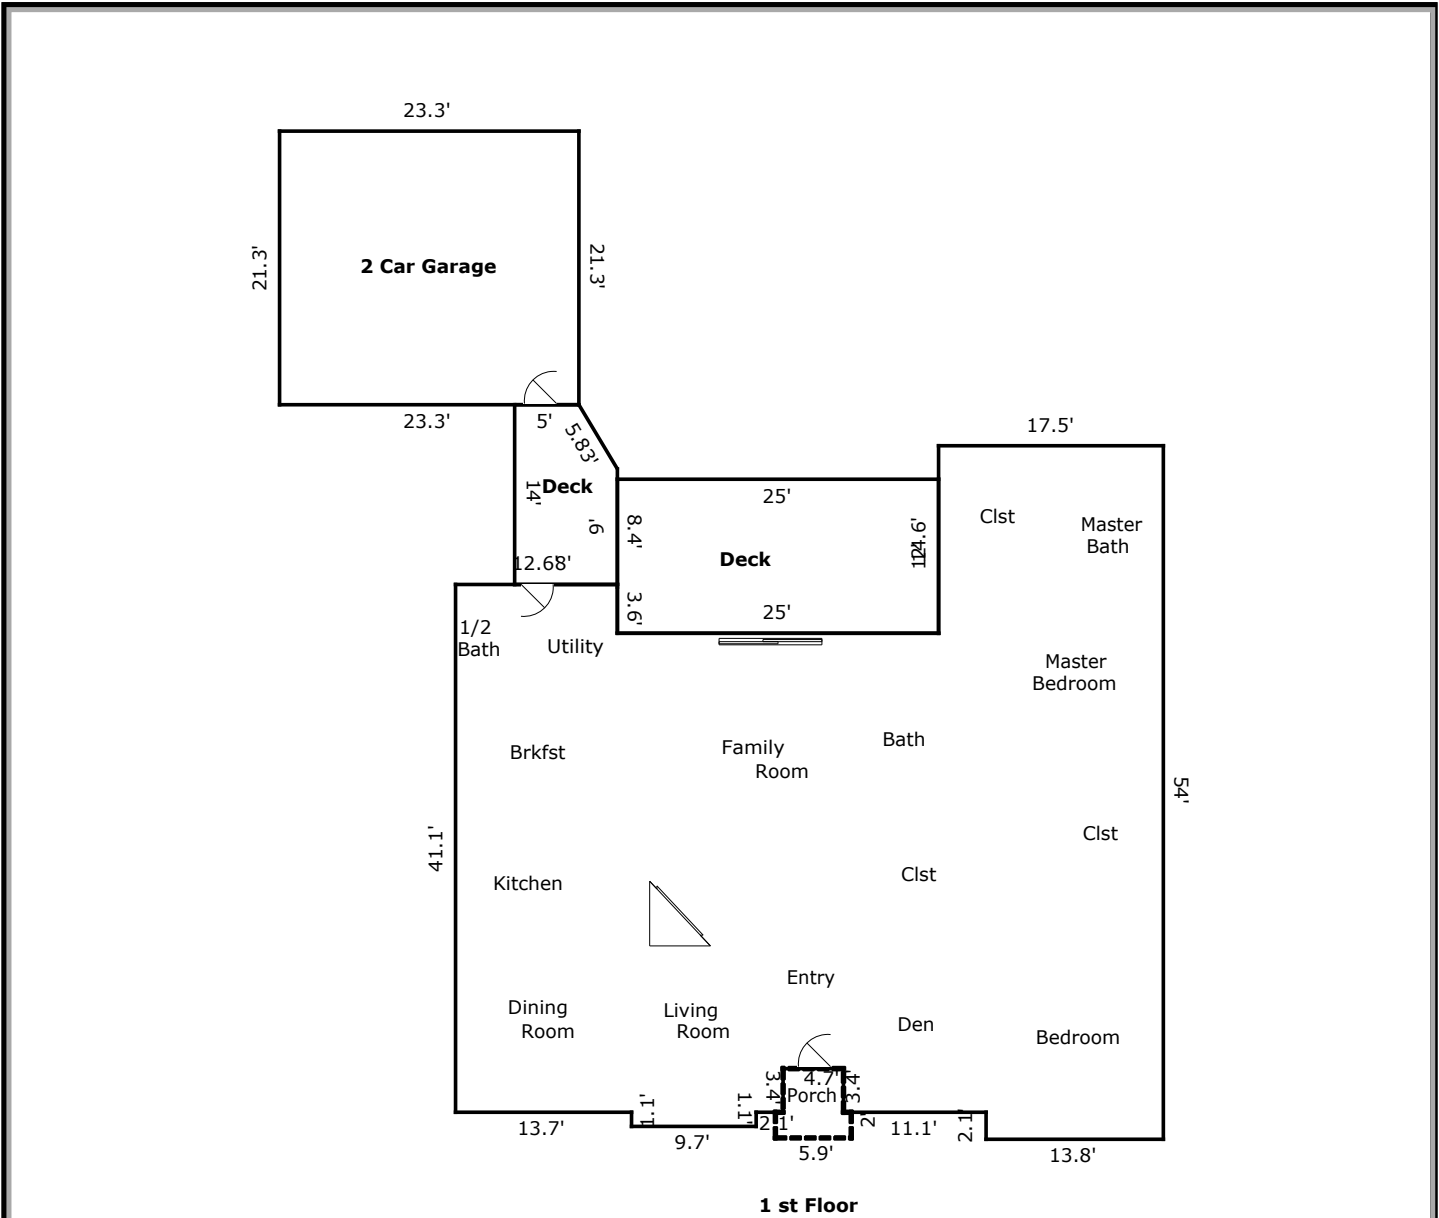 23.3'
21.3'
2 Car Garage
21.3'
23.3'
5'
5.83'
17.5'
14'
Deck
9'
25'
8.4'
Clst
Master
Bath
Deck
14.6'
12.6'
8'
3.6'
25'
1/2
Bath
Utility
Master
Bedroom
Brkfst
Family
Room
Bath
54'
41.1'
Clst
Kitchen
Clst
Entry
Dining
Room
Living
Room
Den
Bedroom
3.4'
4.7'
3.4'
Porch
1.1'
1.1'
2.1'
2'
11.1'
2.1'
13.7'
9.7'
5.9'
13.8'
1 st Floor